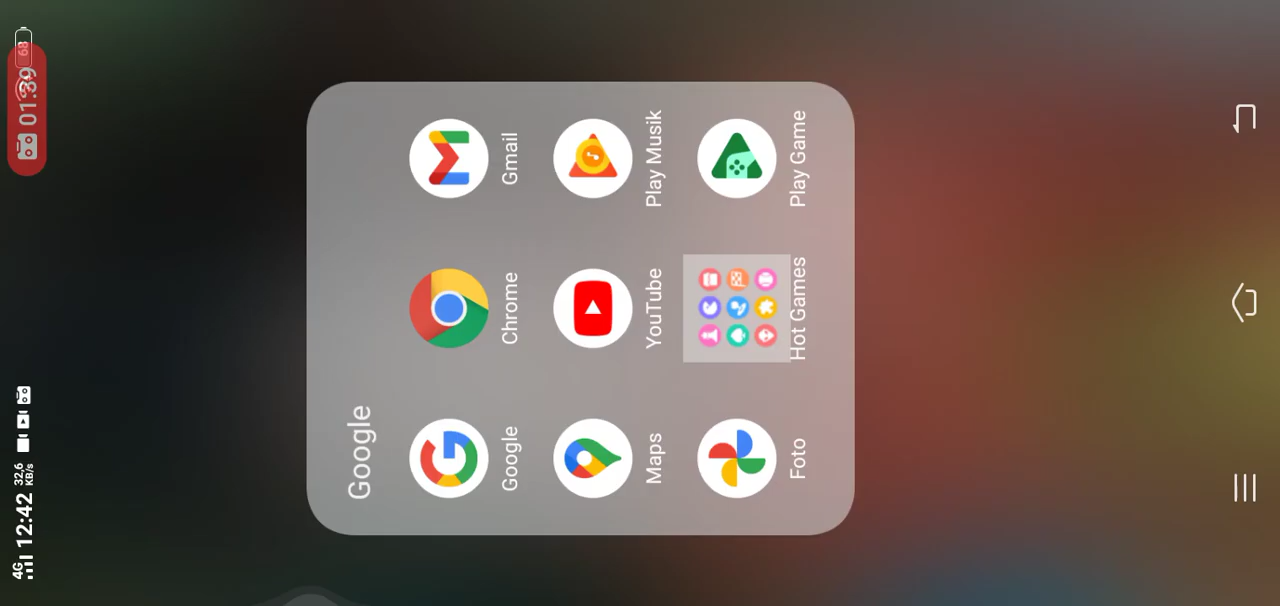 4G 12:42 32,6 KB/s
68
01:39
Google
Google Chrome Gmail
Maps YouTube Play Musik
Foto Hot Games Play Game